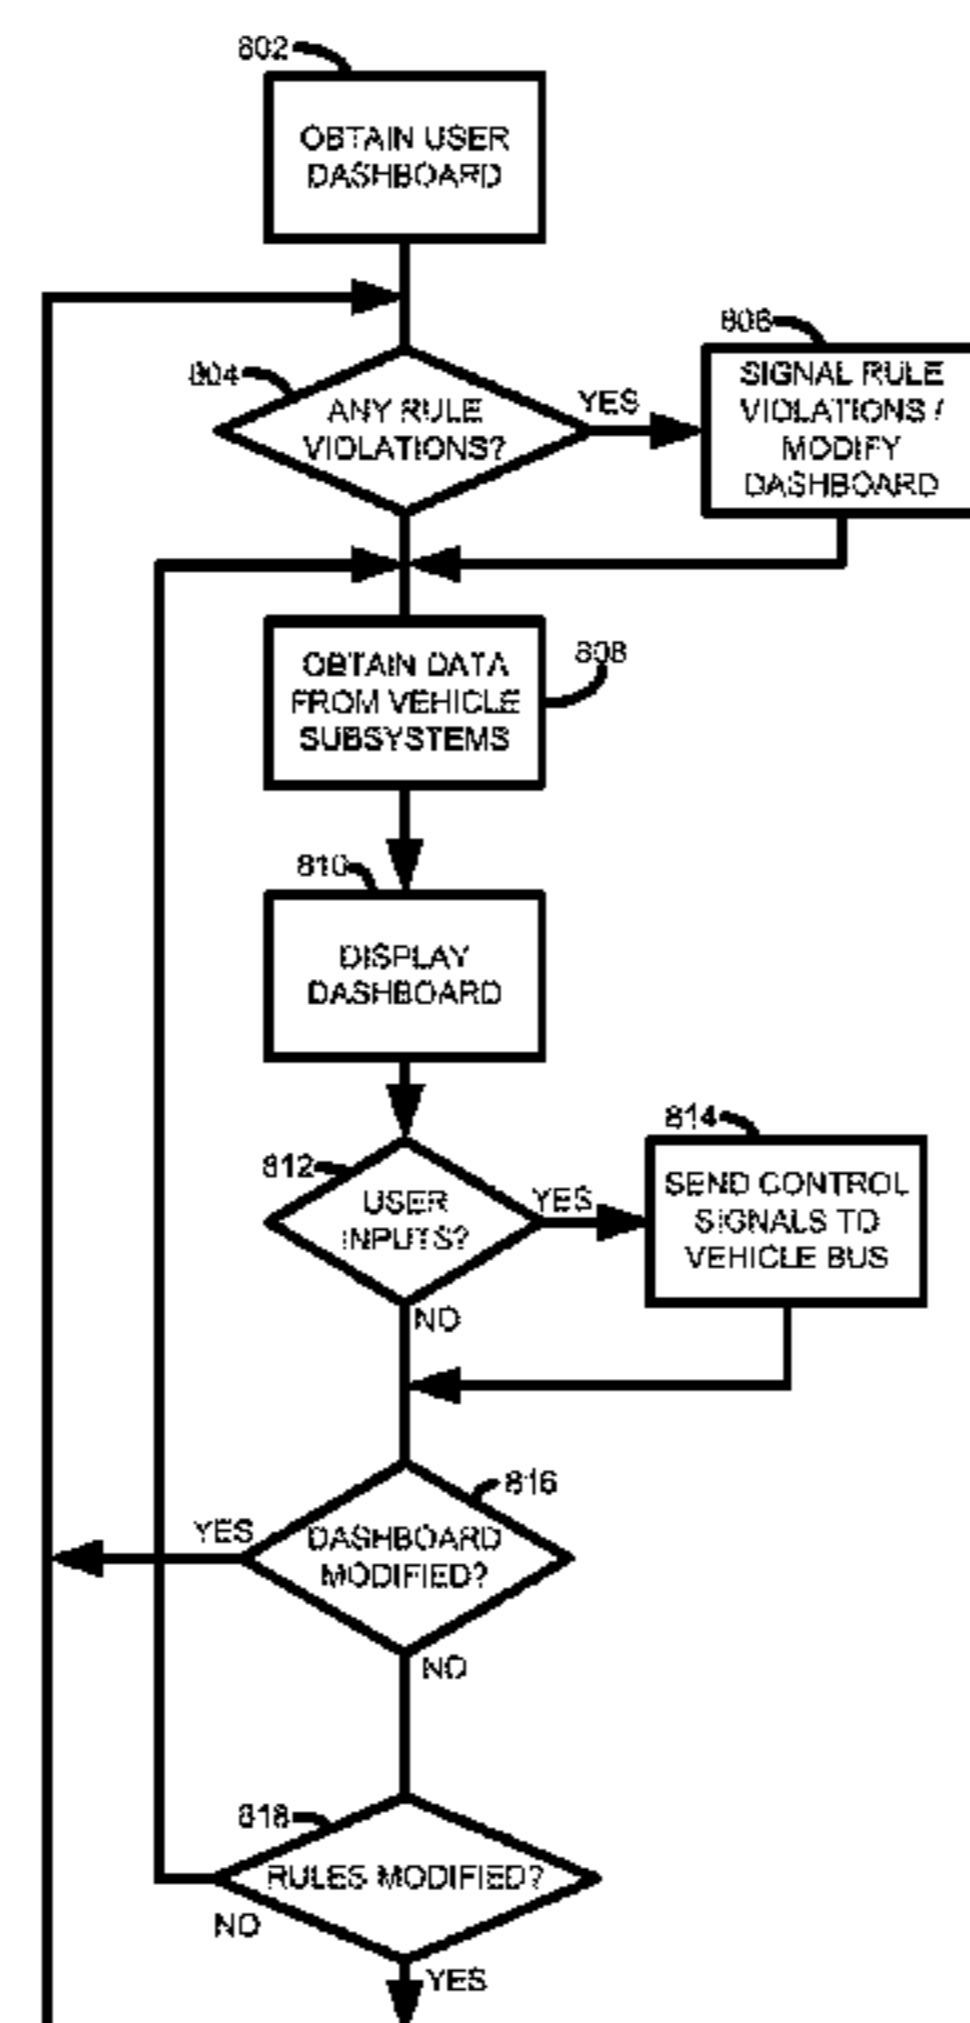 802
OBTAIN USER
DASHBOARD
804
ANY RULE
VIOLATIONS?
YES
806
SIGNAL RULE
VIOLATIONS /
MODIFY
DASHBOARD
OBTAIN DATA
FROM VEHICLE
SUBSYSTEMS
808
810
DISPLAY
DASHBOARD
812
USER
INPUTS?
YES
NO
814
SEND CONTROL
SIGNALS TO
VEHICLE BUS
816
YES
DASHBOARD
MODIFIED?
NO
818
RULES MODIFIED?
NO
YES